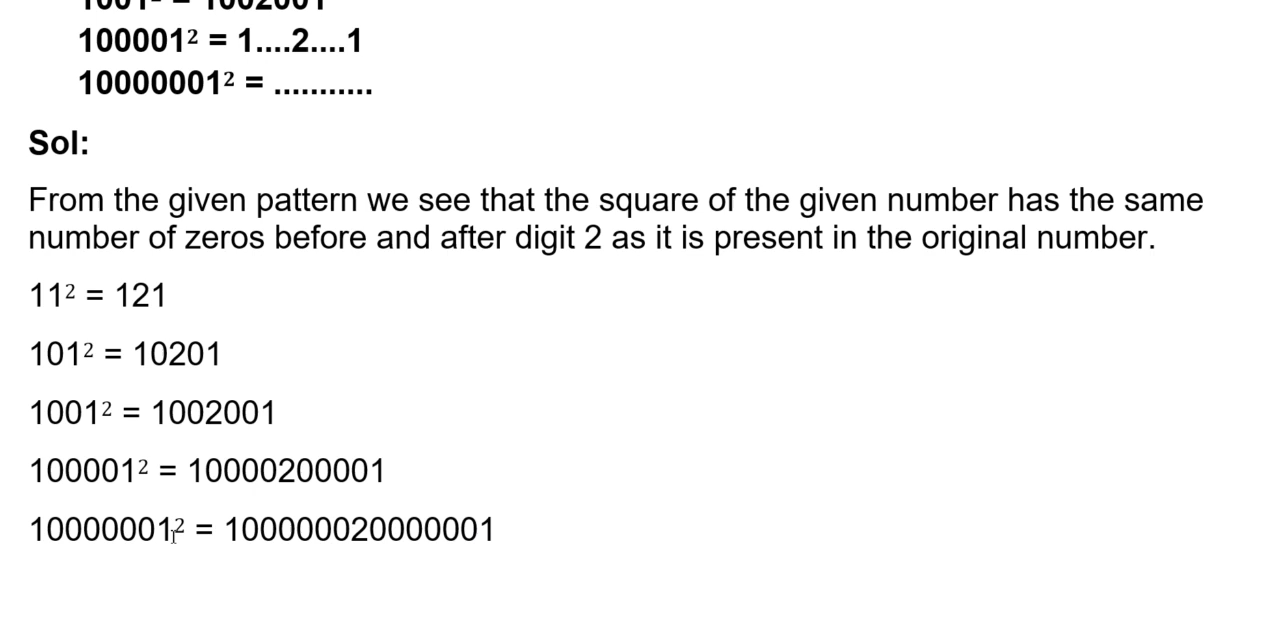 1001² = 1002001
100001² = 1....2....1
10000001² = ...........
Sol:
From the given pattern we see that the square of the given number has the same
number of zeros before and after digit 2 as it is present in the original number.
11² = 121
101² = 10201
1001² = 1002001
100001² = 10000200001
10000001² = 100000020000001